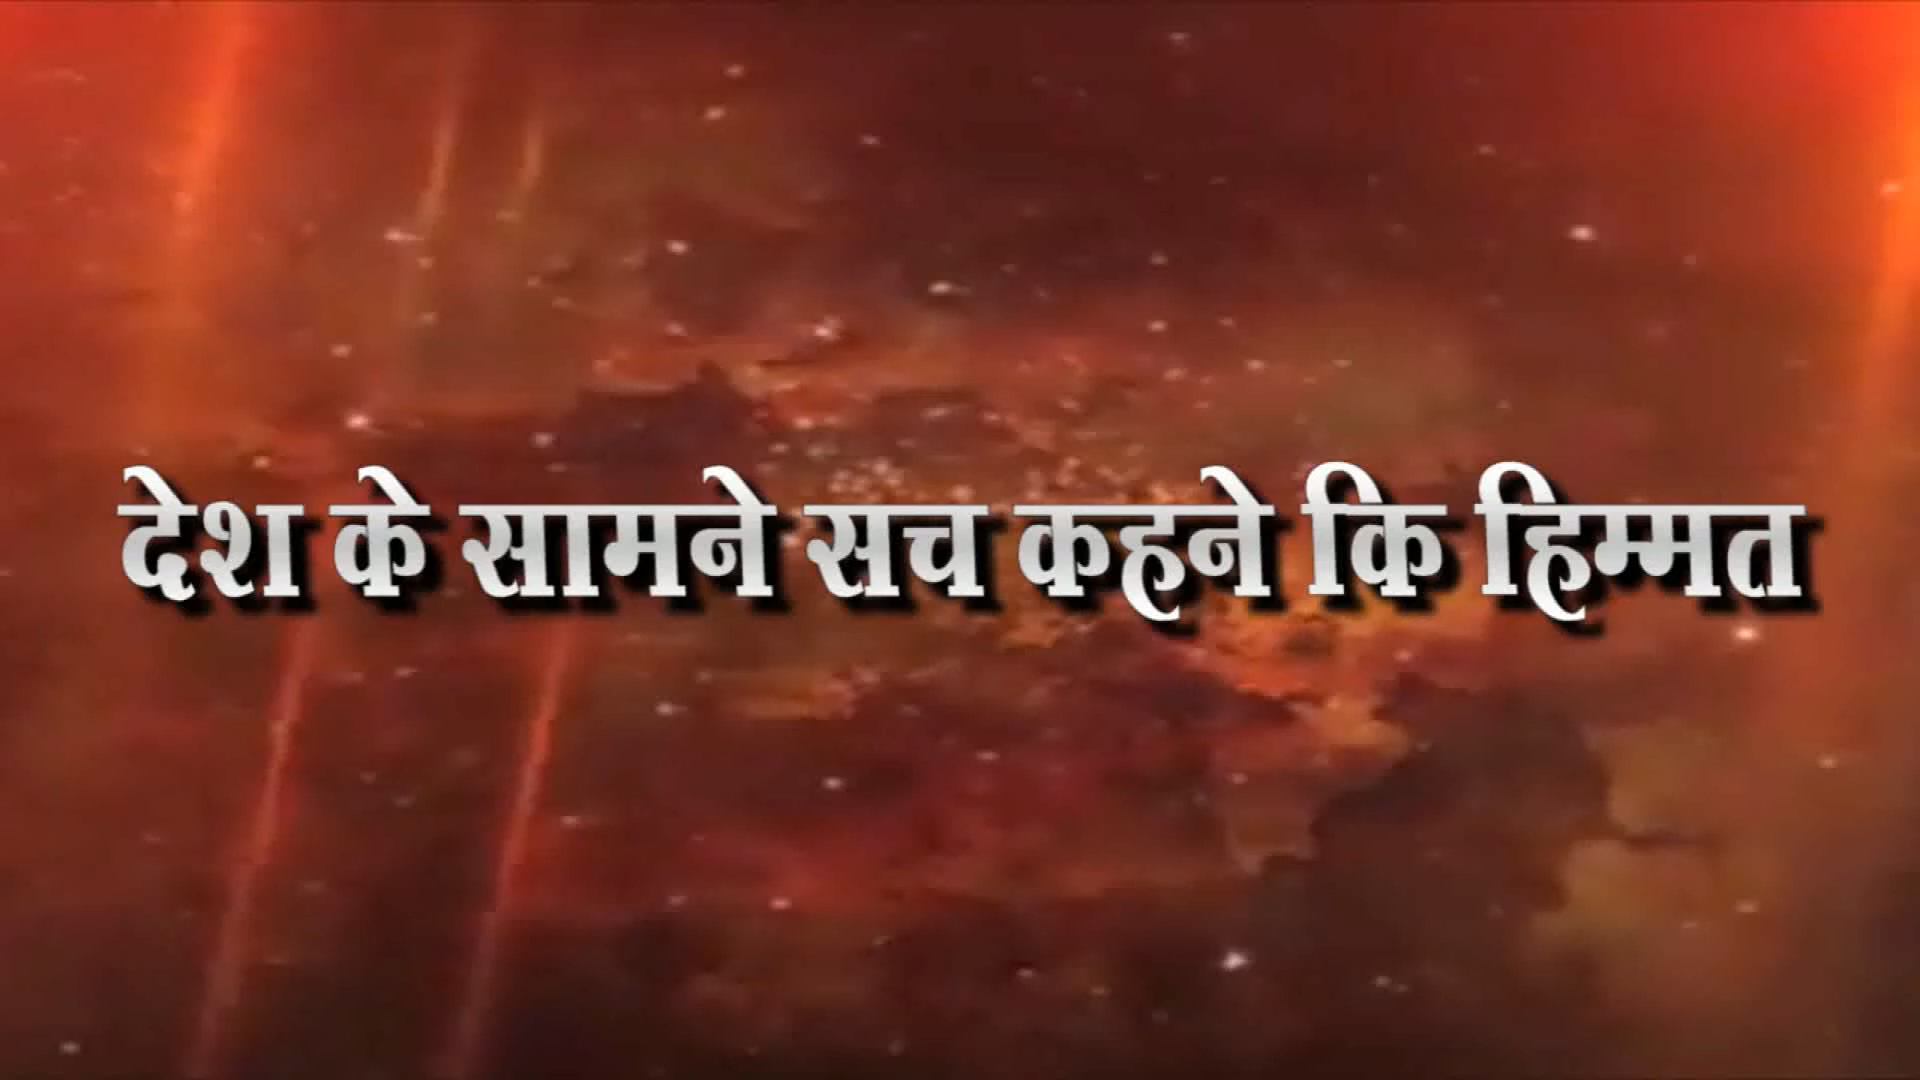 देश के सामने सच कहने कि हिम्मत